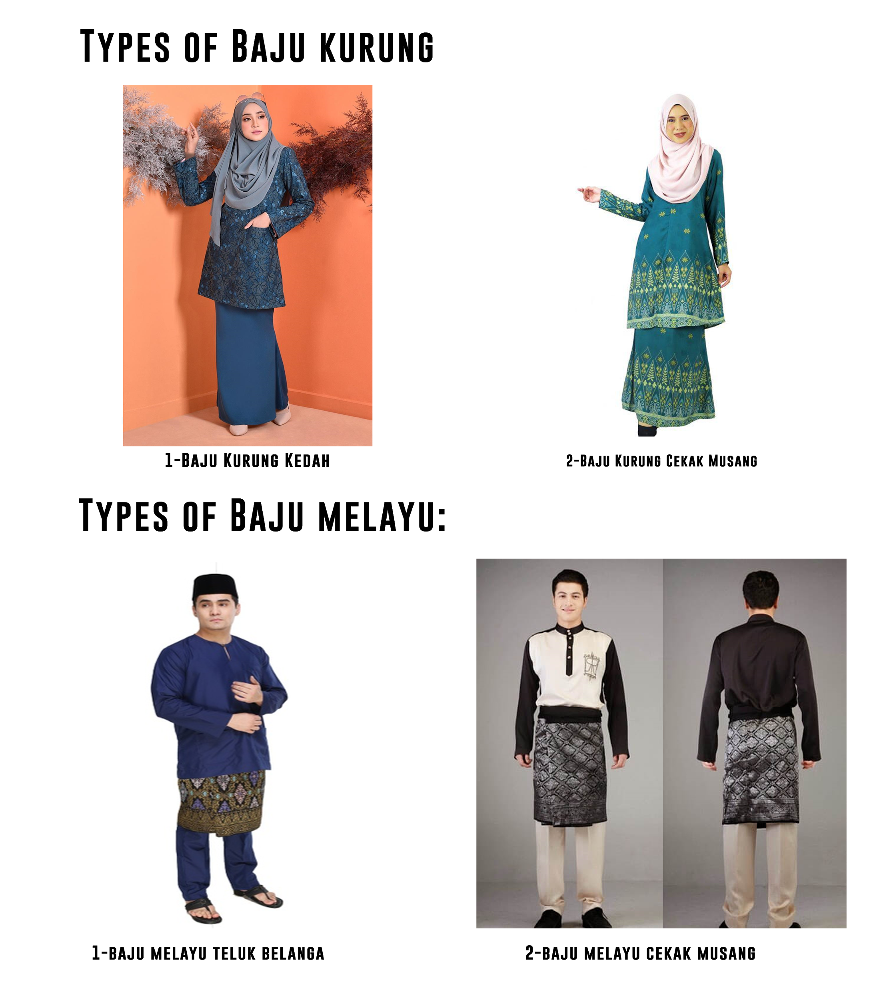 Types of Baju kurung
1-Baju Kurung Kedah
2-Baju Kurung Cekak Musang
Types of Baju melayu:
1-baju melayu teluk belanga
2-baju melayu cekak musang